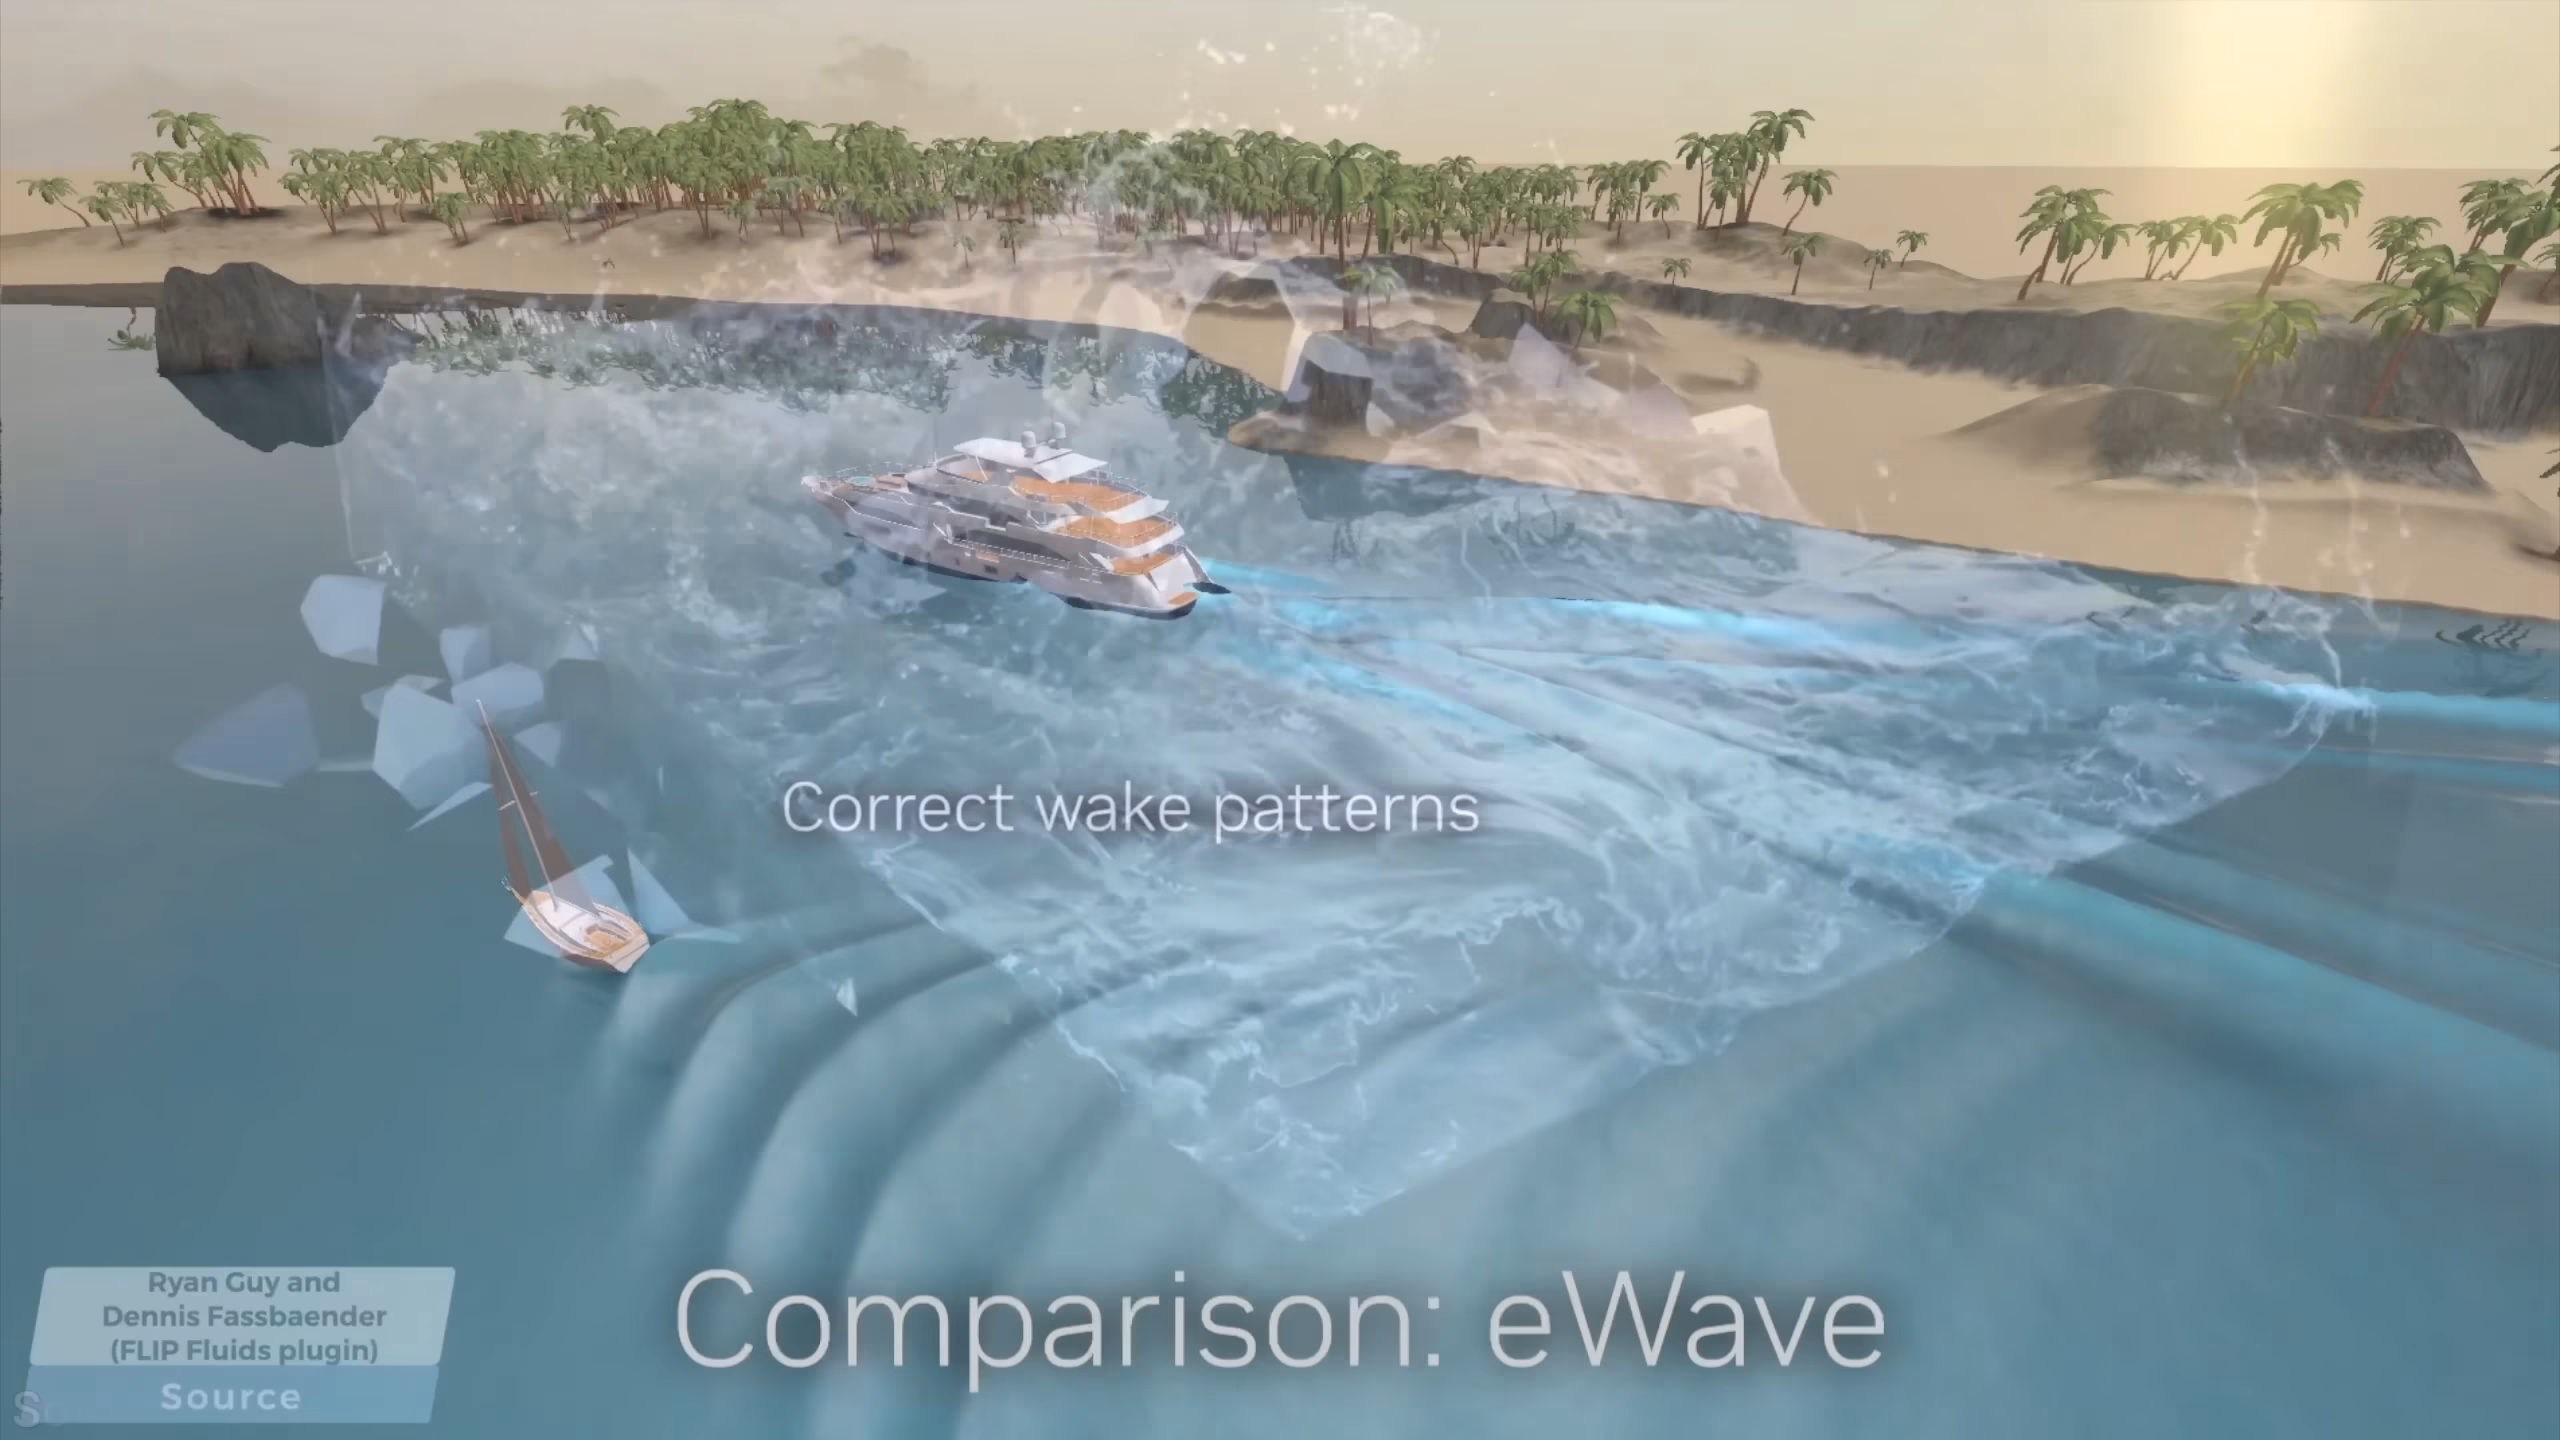 Correct wake patterns
Comparison: eWave
Ryan Guy and
Dennis Fassbaender
(FLIP Fluids plugin)
Source